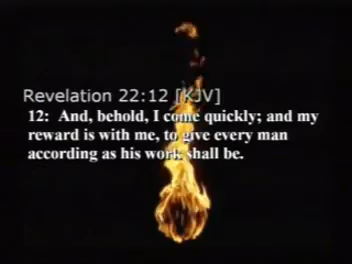 Revelation 22:12 [KJV]
12: And, behold, I come quickly; and my
reward is with me, to give every man
according as his work shall be.